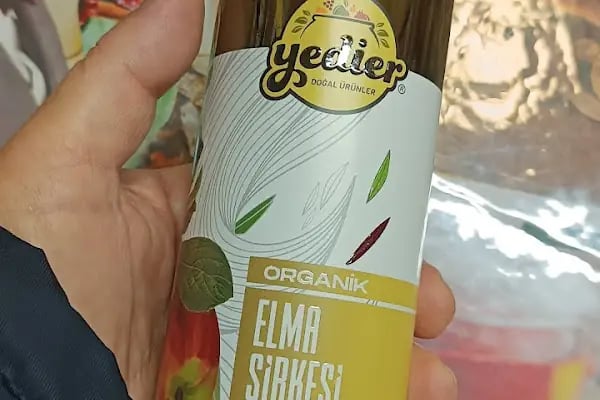 yedier
DOĞAL ÜRÜNLER
®
ORGANİK
ELMA
SİRKESİ